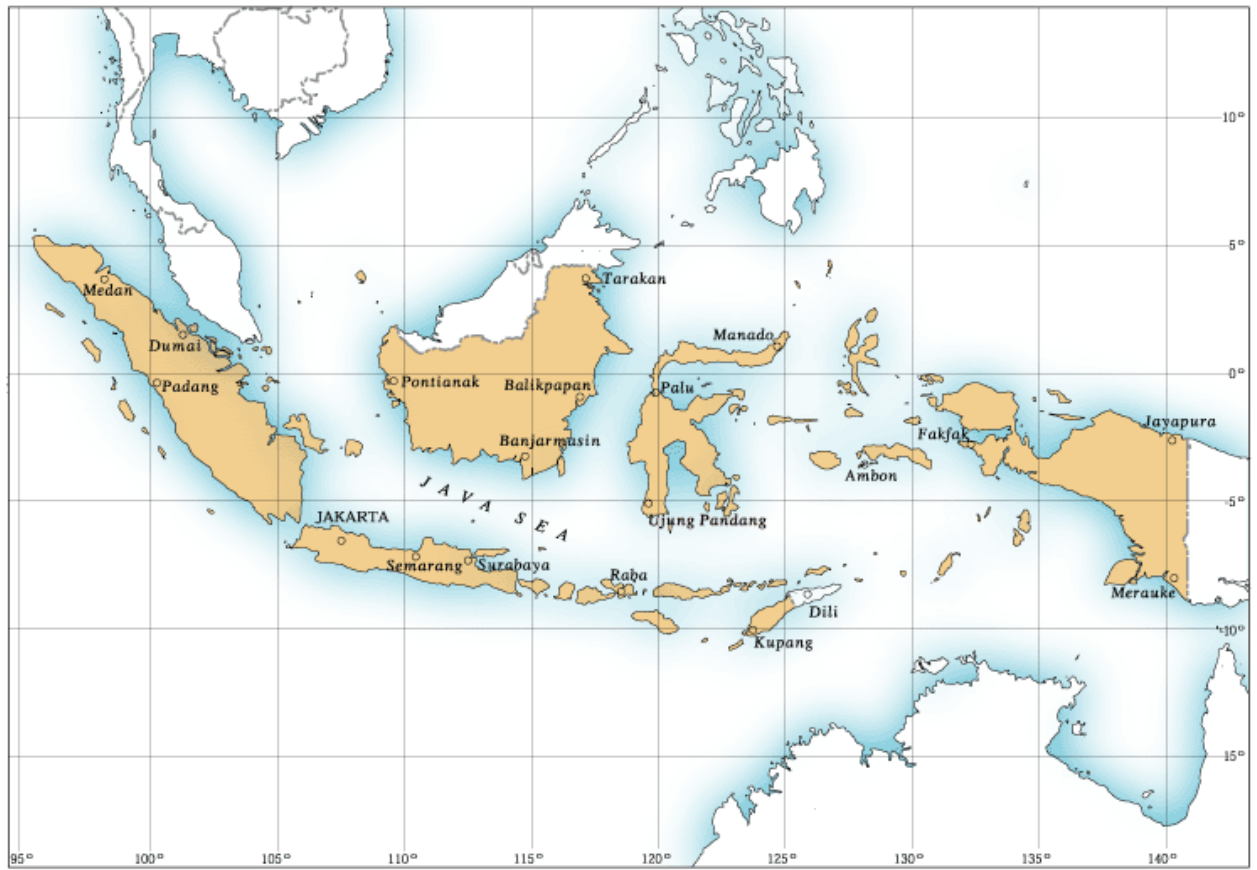 10°
5°
Tarakan
Medan
Manado
Dumai
0°
Pontianak
Balikpapan
Padang
Palu
Jayapura
Fakfak
Banjarmasin
Ambon
JAVA SEA
-5°
JAKARTA
Ujung Pandang
Semarang
Surabaya
Raba
Merauke
Dili
-10°
Kupang
15°
95°
100°
105°
110°
115°
120°
125°
130°
135°
140°